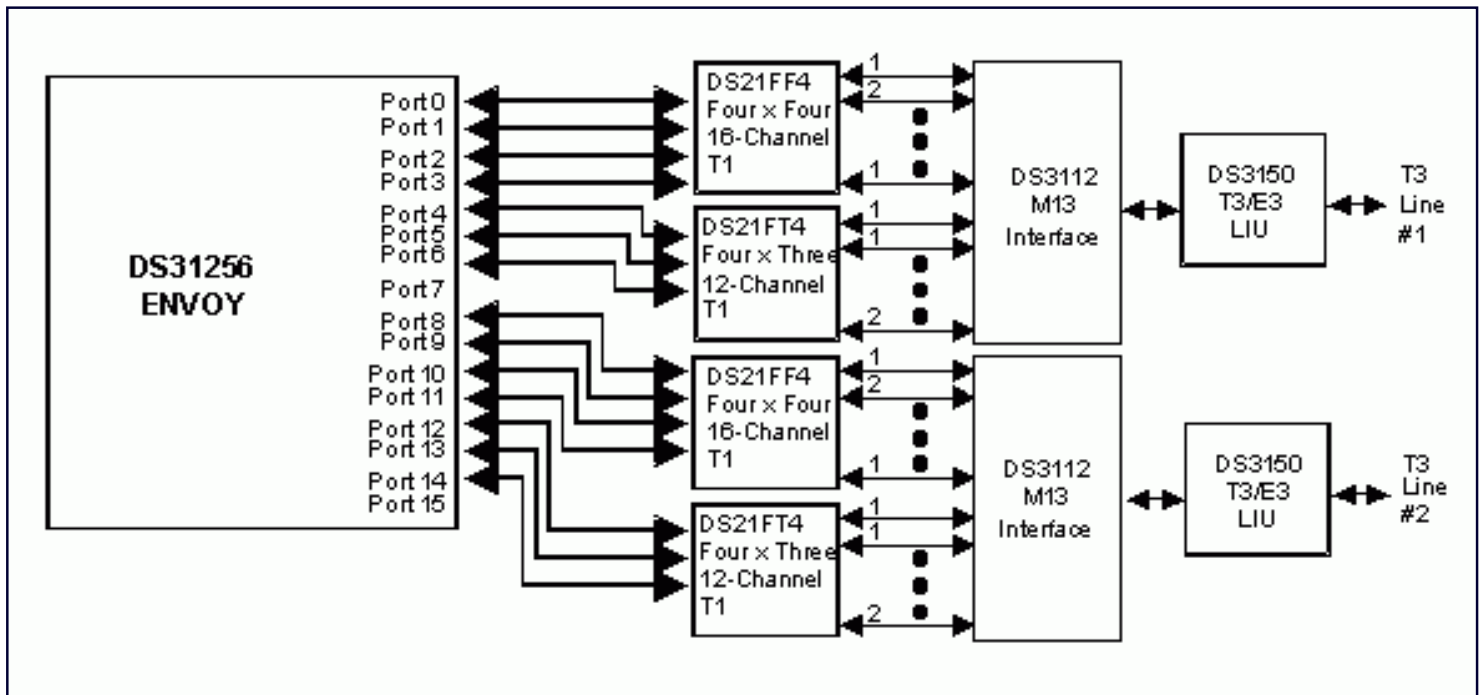 DS31256
ENVOY
Port 0
Port 1
Port 2
Port 3
Port 4
Port 5
Port 6
Port 7
Port 8
Port 9
Port 10
Port 11
Port 12
Port 13
Port 14
Port 15
DS21FF4
Four x Four
16-Channel
T1
1
2
1
DS21FT4
Four x Three
12-Channel
T1
1
1
2
DS3112
M13
Interface
DS3150
T3/E3
LIU
T3
Line
#1
DS21FF4
Four x Four
16-Channel
T1
1
2
1
DS21FT4
Four x Three
12-Channel
T1
1
1
2
DS3112
M13
Interface
DS3150
T3/E3
LIU
T3
Line
#2